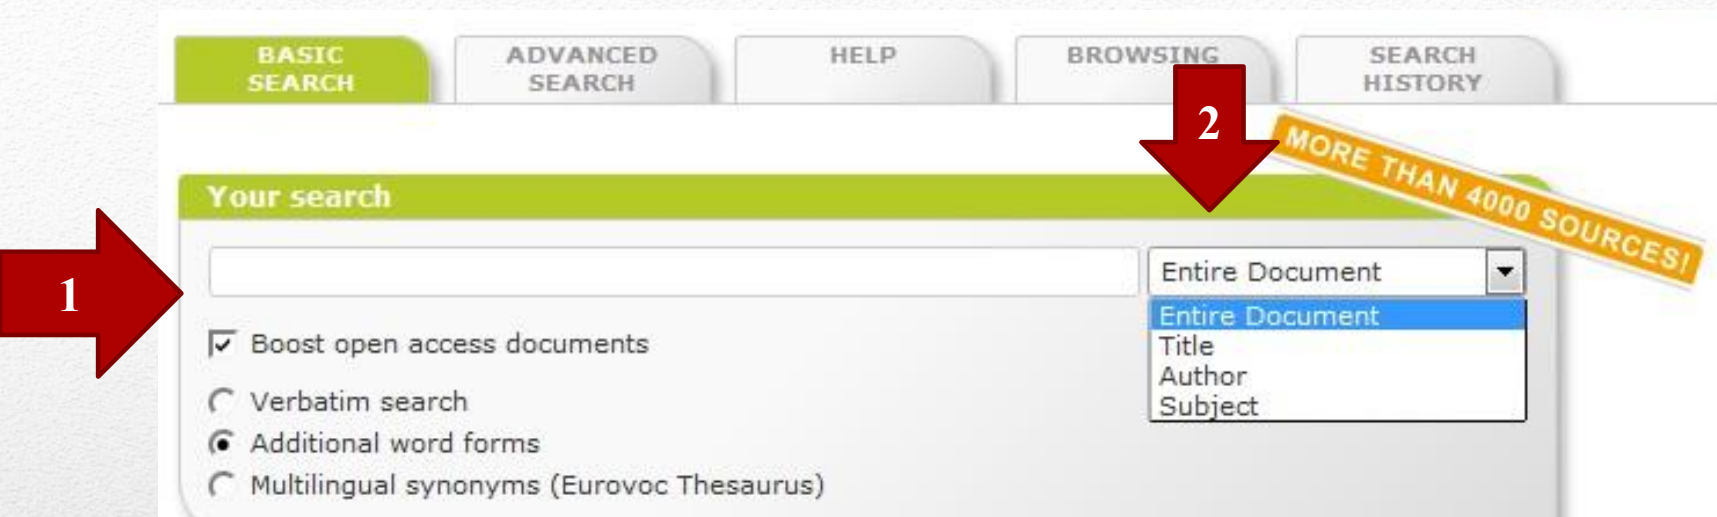 BASIC
SEARCH
ADVANCED
SEARCH
HELP
BROWSING
SEARCH
HISTORY
2
MORE THAN 4000 SOURCES!
Your search
1
Entire Document
Entire Document
Title
Author
Subject
Boost open access documents
Verbatim search
Additional word forms
Multilingual synonyms (Eurovoc Thesaurus)